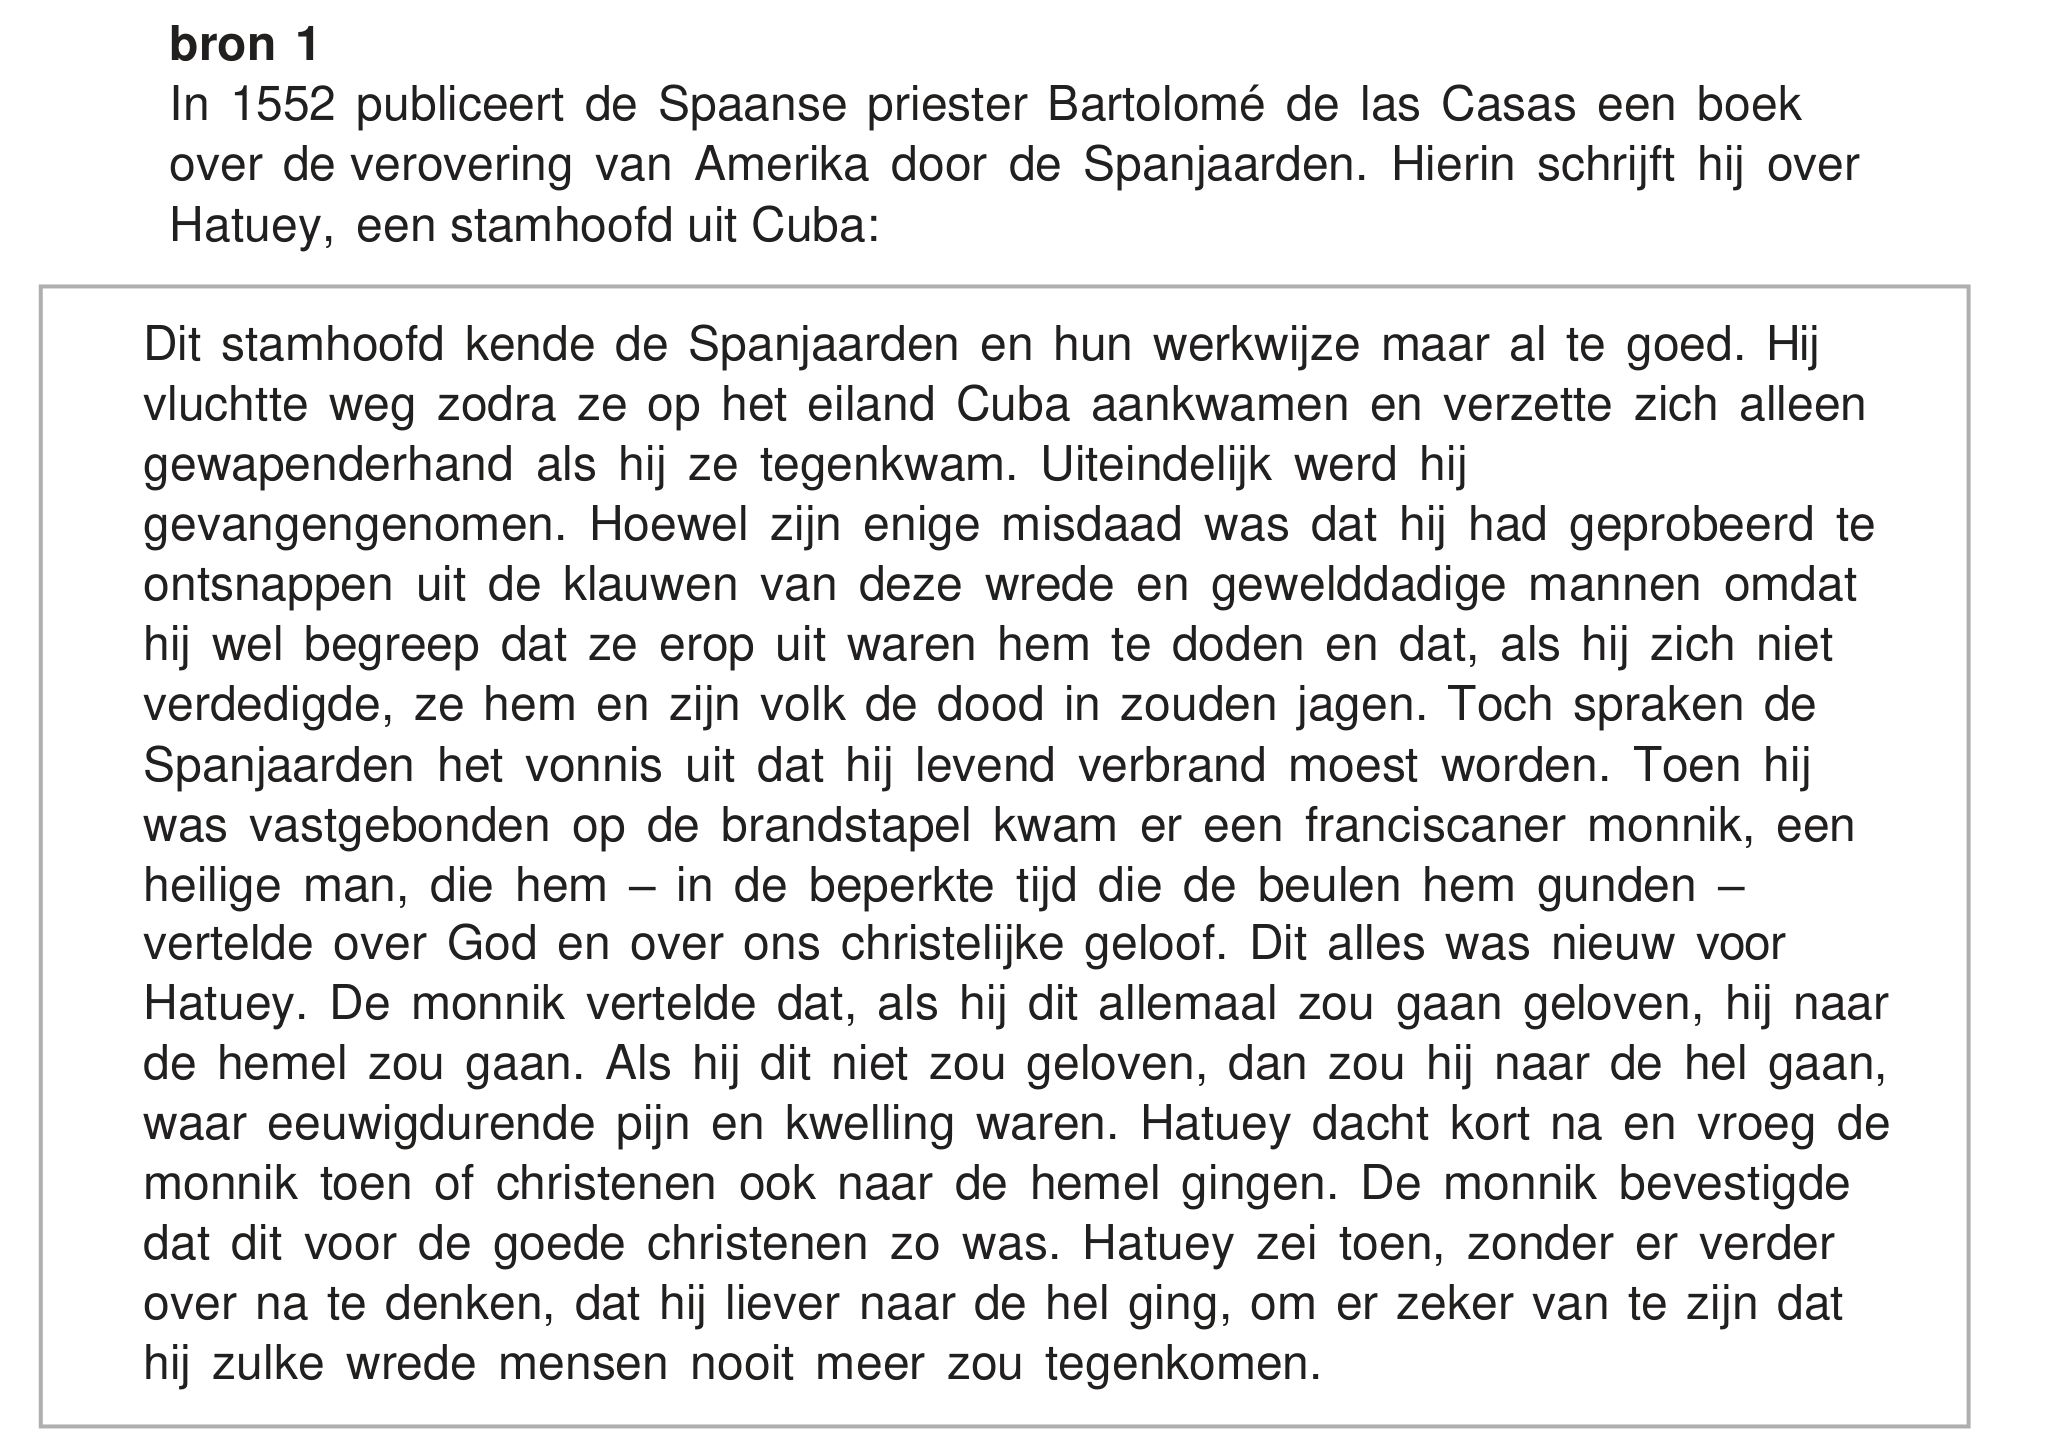 bron 1
In 1552 publiceert de Spaanse priester Bartolomé de las Casas een boek
over de verovering van Amerika door de Spanjaarden. Hierin schrijft hij over
Hatuey, een stamhoofd uit Cuba:
Dit stamhoofd kende de Spanjaarden en hun werkwijze maar al te goed. Hij
vluchtte weg zodra ze op het eiland Cuba aankwamen en verzette zich alleen
gewapenderhand als hij ze tegenkwam. Uiteindelijk werd hij
gevangengenomen. Hoewel zijn enige misdaad was dat hij had geprobeerd te
ontsnappen uit de klauwen van deze wrede en gewelddadige mannen omdat
hij wel begreep dat ze erop uit waren hem te doden en dat, als hij zich niet
verdedigde, ze hem en zijn volk de dood in zouden jagen. Toch spraken de
Spanjaarden het vonnis uit dat hij levend verbrand moest worden. Toen hij
was vastgebonden op de brandstapel kwam er een franciscaner monnik, een
heilige man, die hem – in de beperkte tijd die de beulen hem gunden –
vertelde over God en over ons christelijke geloof. Dit alles was nieuw voor
Hatuey. De monnik vertelde dat, als hij dit allemaal zou gaan geloven, hij naar
de hemel zou gaan. Als hij dit niet zou geloven, dan zou hij naar de hel gaan,
waar eeuwigdurende pijn en kwelling waren. Hatuey dacht kort na en vroeg de
monnik toen of christenen ook naar de hemel gingen. De monnik bevestigde
dat dit voor de goede christenen zo was. Hatuey zei toen, zonder er verder
over na te denken, dat hij liever naar de hel ging, om er zeker van te zijn dat
hij zulke wrede mensen nooit meer zou tegenkomen.